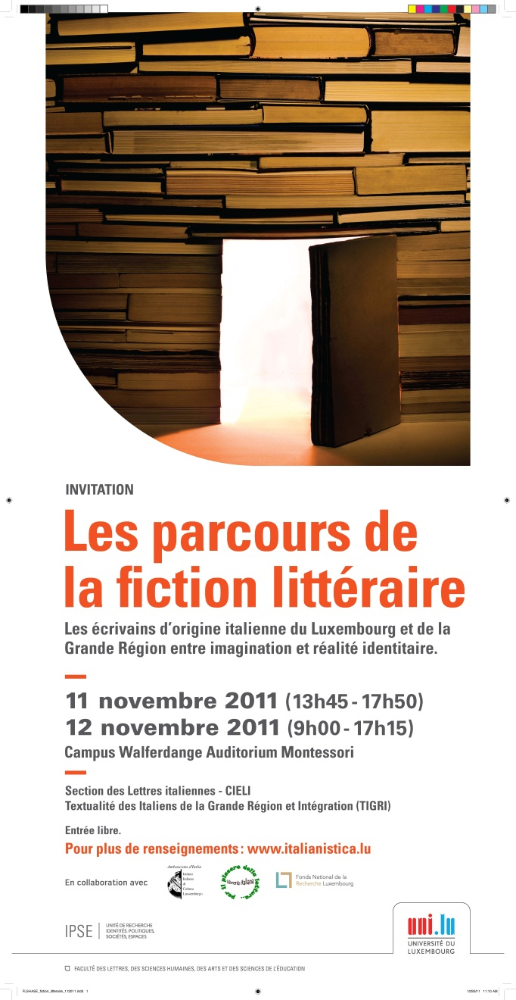 INVITATION
Les parcours de
la fiction littéraire
Les écrivains d'origine italienne du Luxembourg et de la
Grande Région entre imagination et réalité identitaire.
11 novembre 2011 (13h45 - 17h50)
12 novembre 2011 (9h00 - 17h15)
Campus Walferdange Auditorium Montessori
Section des Lettres italiennes - CIELI
Textualité des Italiens de la Grande Région et Intégration (TIGRI)
Entrée libre.
Pour plus de renseignements : www.italianistica.lu
En collaboration avec
Ambasciata d'Italia
Istituto
Italiano
di
Cultura
Lussemburgo
per il piacere della lettura...
libreria italiana
Fonds National de la
Recherche Luxembourg
IPSE
UNITÉ DE RECHERCHE
IDENTITÉS. POLITIQUES,
SOCIÉTÉS, ESPACES
uni.lu
UNIVERSITÉ DU
LUXEMBOURG
FACULTÉ DES LETTRES, DES SCIENCES HUMAINES, DES ARTS ET DES SCIENCES DE L'ÉDUCATION